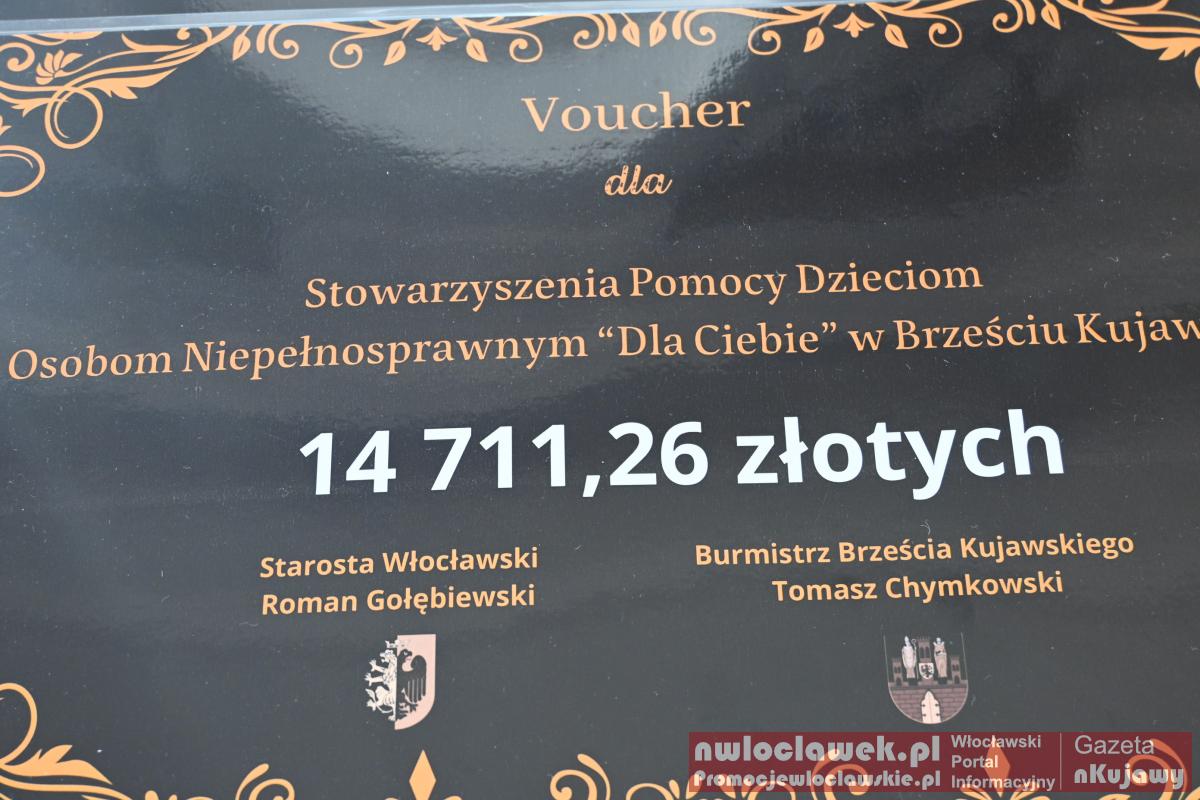 Voucher
dla
Stowarzyszenia Pomocy Dzieciom
Osobom Niepełnosprawnym “Dla Ciebie” w Brześciu Kujaw
14 711,26 złotych
Starosta Włocławski
Roman Gołębiewski
Burmistrz Brześcia Kujawskiego
Tomasz Chymkowski
nwloclawek.pl
Promocjewloclawskie.pl
Włocławski
Portal
Informacyjny
Gazeta
nKujawy